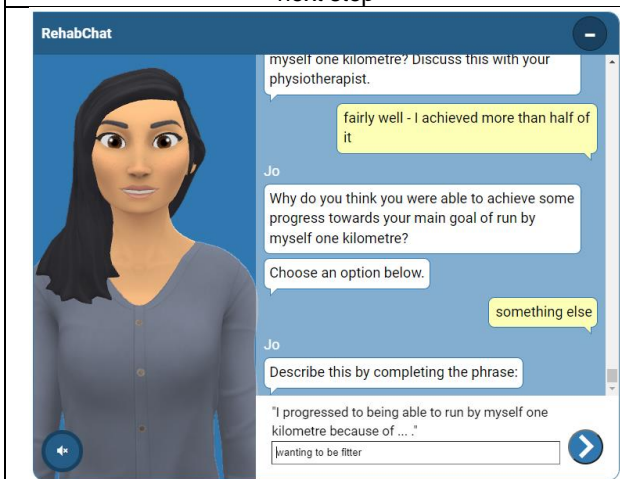 next step
RehabChat
myself one kilometre? Discuss this with your
physiotherapist.
fairly well - I achieved more than half of
it
Jo
Why do you think you were able to achieve some
progress towards your main goal of run by
myself one kilometre?
Choose an option below.
something else
Jo
Describe this by completing the phrase:
"I progressed to being able to run by myself one
kilometre because of ... ."
wanting to be fitter